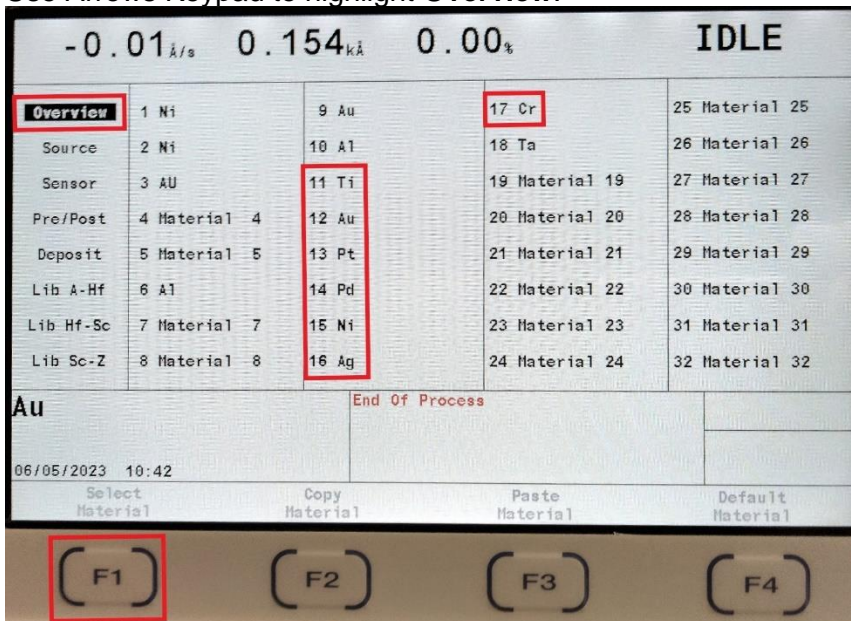 -0.01Å/s 0.154kÅ 0.00% IDLE
Overview 1 Ni 9 Au 17 Cr 25 Material 25
Source 2 Ni 10 Al 18 Ta 26 Material 26
Sensor 3 AU 11 Ti 19 Material 19 27 Material 27
Pre/Post 4 Material 4 12 Au 20 Material 20 28 Material 28
Deposit 5 Material 5 13 Pt 21 Material 21 29 Material 29
Lib A-Hf 6 Al 14 Pd 22 Material 22 30 Material 30
Lib Hf-Sc 7 Material 7 15 Ni 23 Material 23 31 Material 31
Lib Sc-Z 8 Material 8 16 Ag 24 Material 24 32 Material 32
Au End Of Process
06/05/2023 10:42
Select Copy Paste Default
Material Material Material Material
F1 F2 F3 F4